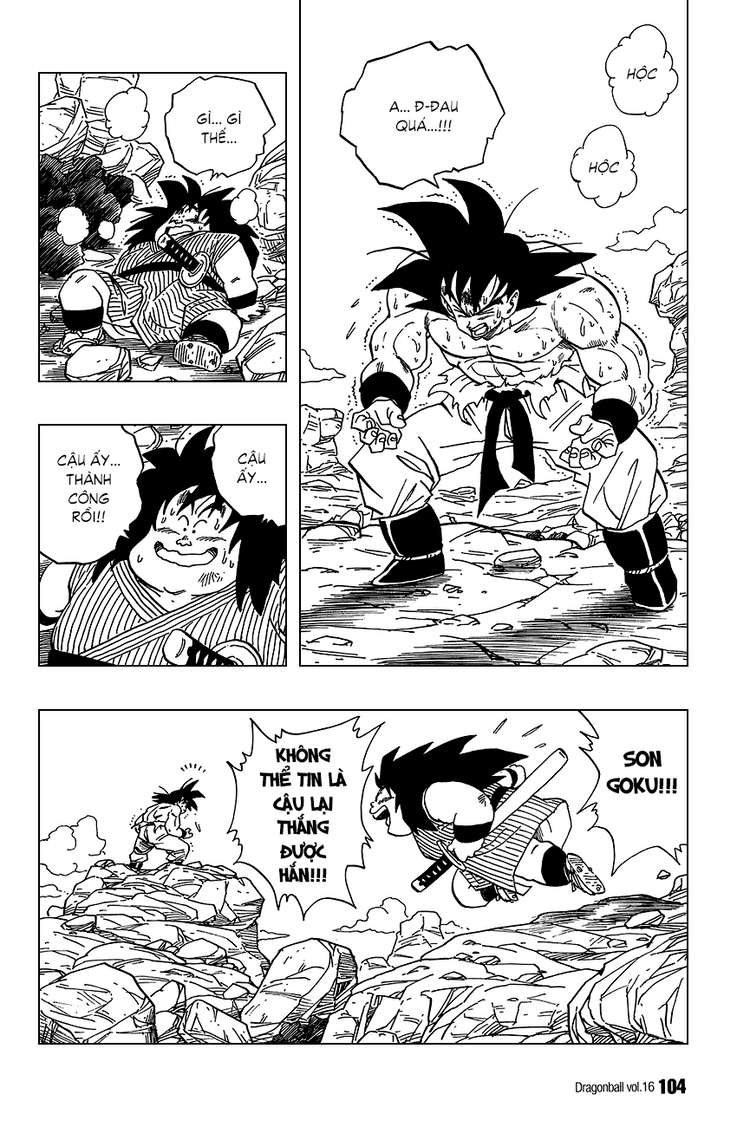 HỘC
A... Đ-ĐAU
QUÁ...!!!
HỘC
GÌ... GÌ
THẾ...
CẬU
ẤY...
CẬU ẤY...
THÀNH
CÔNG
RỒI!!
SON
GOKU!!!
KHÔNG
THỂ TIN LÀ
CẬU LẠI
THẮNG
ĐƯỢC
HẮN!!!
Dragonball vol.16 104